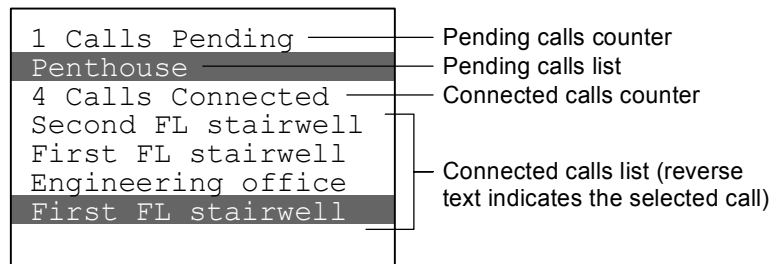 1 Calls Pending
Penthouse
4 Calls Connected
Second FL stairwell
First FL stairwell
Engineering office
First FL stairwell
Pending calls counter
Pending calls list
Connected calls counter
Connected calls list (reverse
text indicates the selected call)